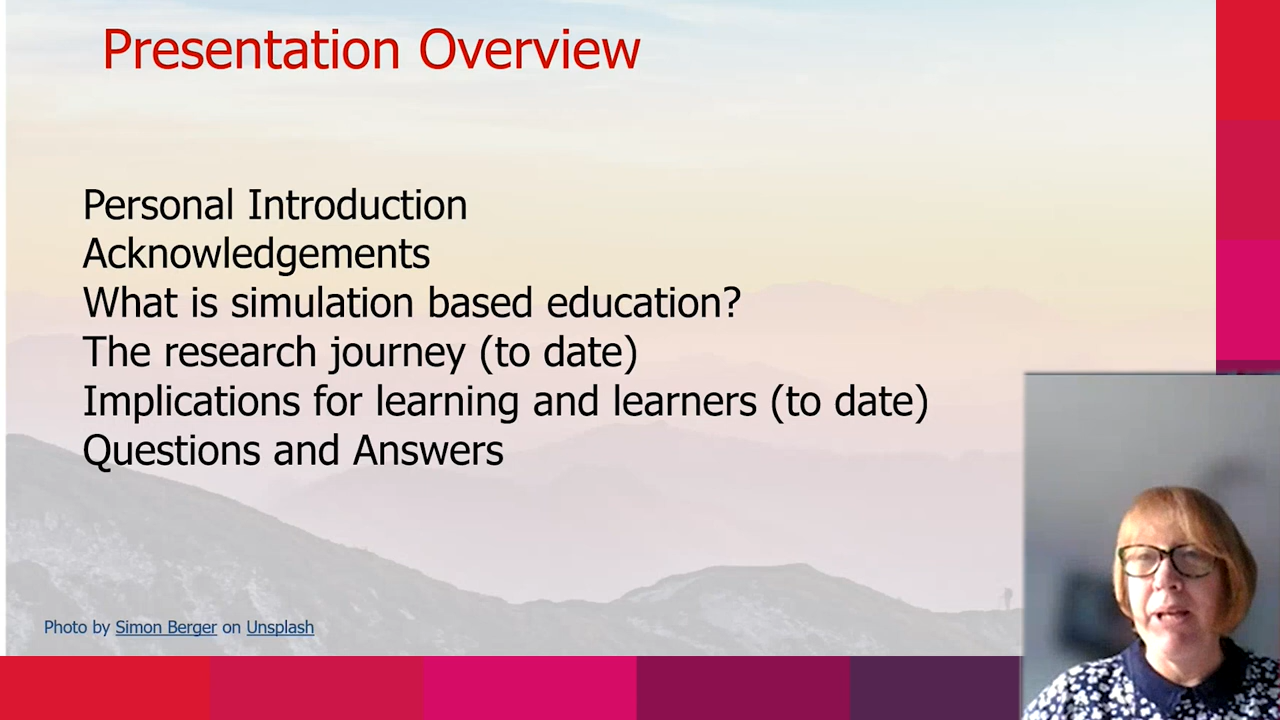 Presentation Overview
Personal Introduction
Acknowledgements
What is simulation based education?
The research journey (to date)
Implications for learning and learners (to date)
Questions and Answers
Photo by Simon Berger on Unsplash